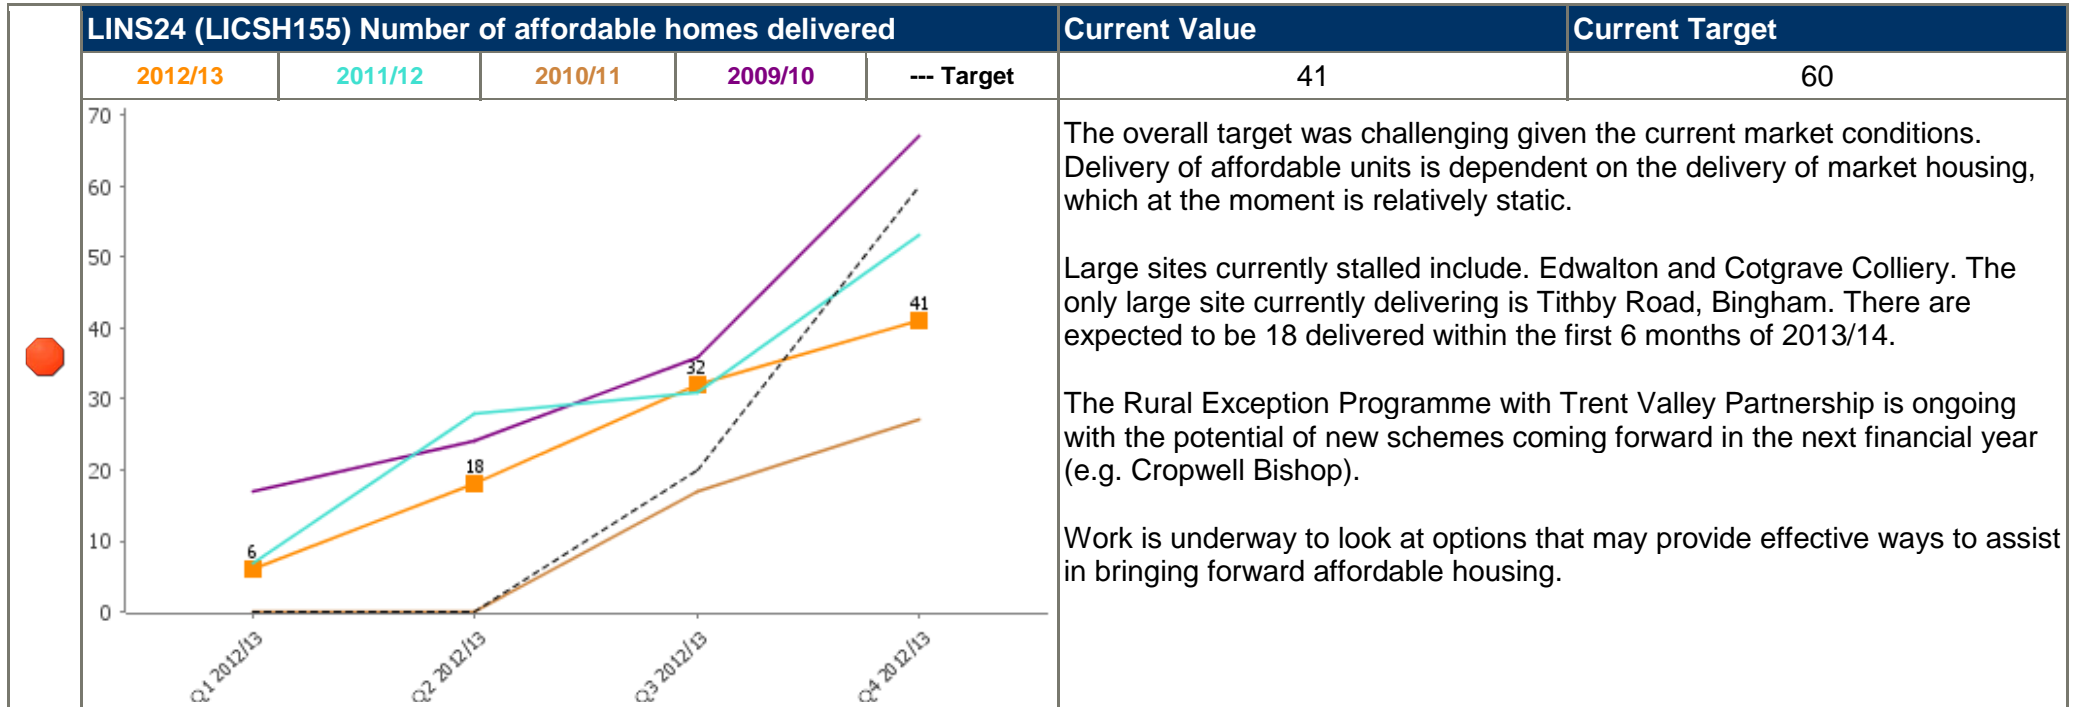 LINS24 (LICSH155) Number of affordable homes delivered
Current Value
Current Target
2012/13
2011/12
2010/11
2009/10
--- Target
41
60
70
60
50
40
30
20
10
0
6
18
32
41
Q1 2012/13
Q2 2012/13
Q3 2012/13
Q4 2012/13
The overall target was challenging given the current market conditions.
Delivery of affordable units is dependent on the delivery of market housing,
which at the moment is relatively static.
Large sites currently stalled include. Edwalton and Cotgrave Colliery. The
only large site currently delivering is Tithby Road, Bingham. There are
expected to be 18 delivered within the first 6 months of 2013/14.
The Rural Exception Programme with Trent Valley Partnership is ongoing
with the potential of new schemes coming forward in the next financial year
(e.g. Cropwell Bishop).
Work is underway to look at options that may provide effective ways to assist
in bringing forward affordable housing.